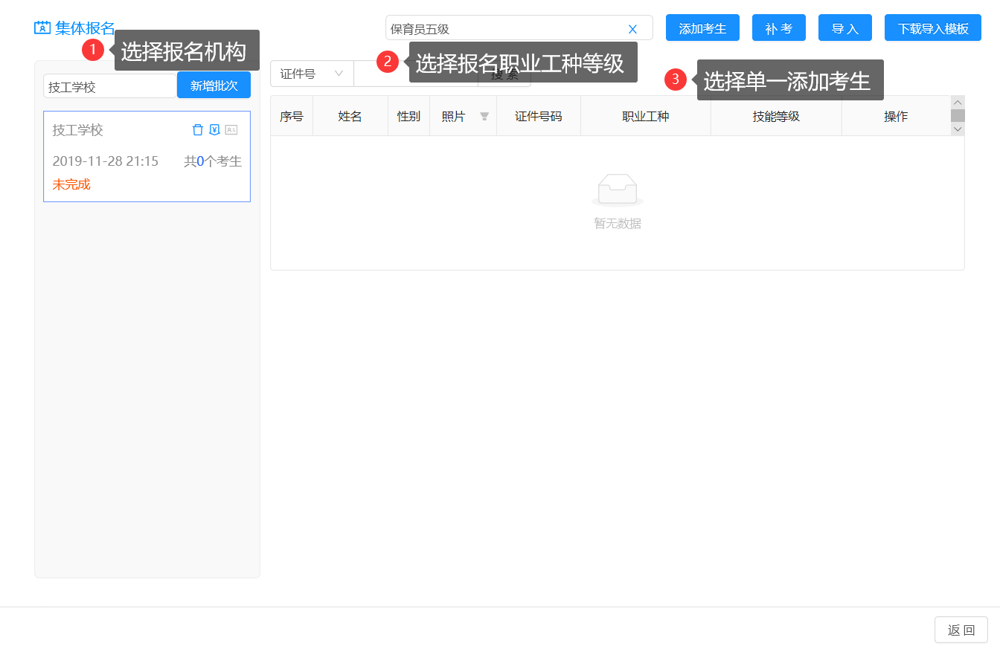 集体报名
保育员五级
添加考生
补 考
导 入
下载导入模板
1
选择报名机构
2
选择报名职业工种等级
3
选择单一添加考生
技工学校
新增批次
证件号
搜 索
技工学校
2019-11-28 21:15
共0个考生
未完成
序号
姓名
性别
照片
证件号码
职业工种
技能等级
操作
暂无数据
返 回